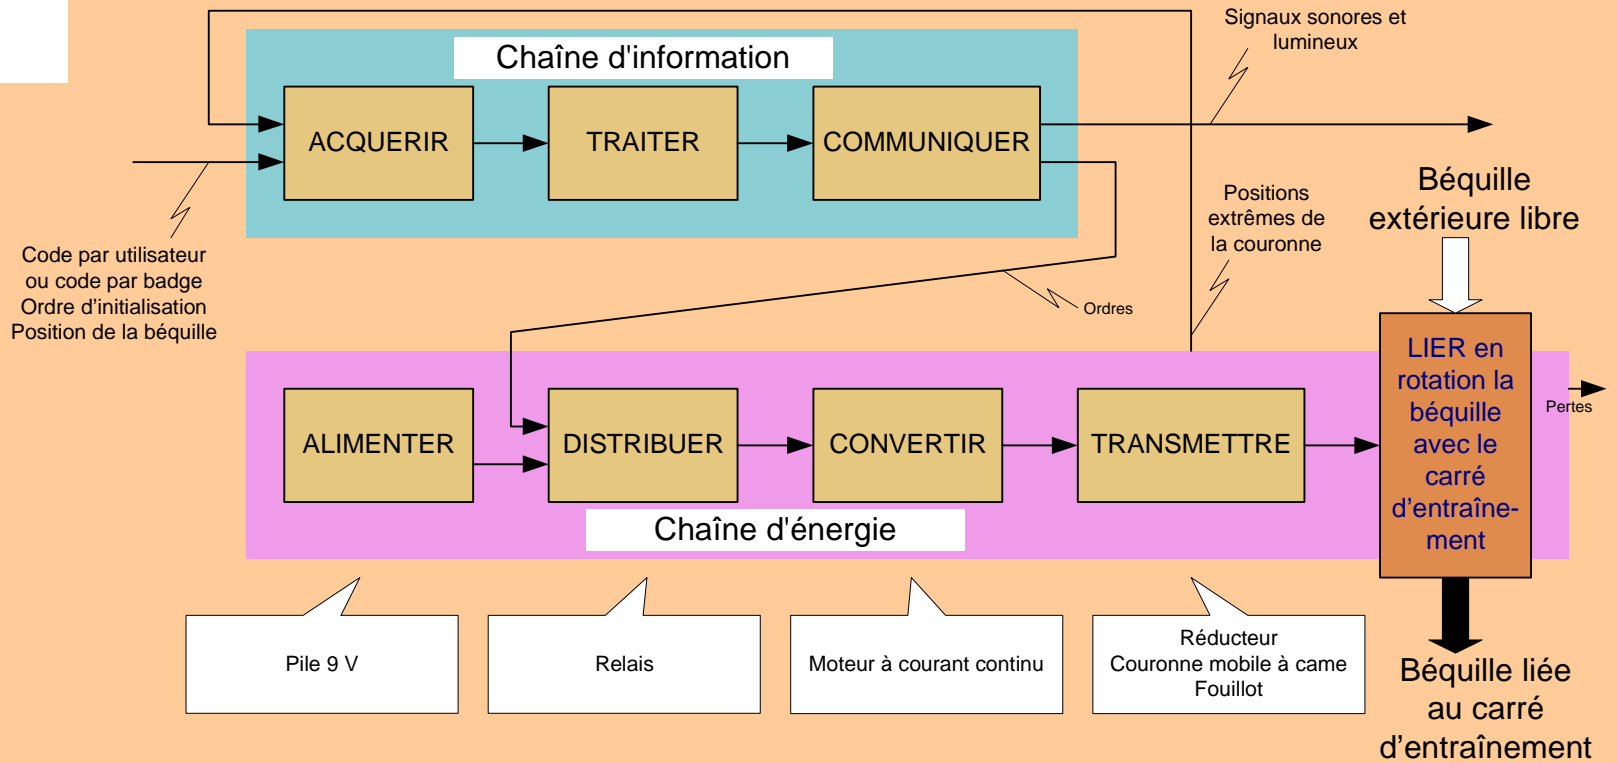 Signaux sonores et
lumineux
Chaîne d'information
ACQUERIR
TRAITER
COMMUNIQUER
Code par utilisateur
ou code par badge
Ordre d'initialisation
Position de la béquille
Positions
extrêmes de
la couronne
Béquille
extérieure libre
Ordres
ALIMENTER
DISTRIBUER
CONVERTIR
TRANSMETTRE
LIER en
rotation la
béquille
avec le
carré
d'entraîne-
ment
Pertes
Chaîne d'énergie
Pile 9 V
Relais
Moteur à courant continu
Réducteur
Couronne mobile à came
Fouillot
Béquille liée
au carré
d'entraînement